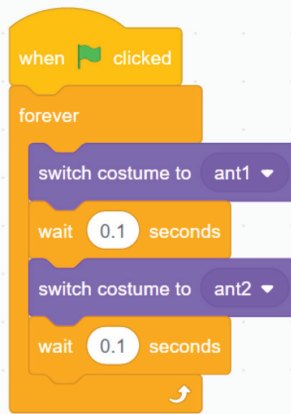 when clicked
forever
switch costume to ant1
wait 0.1 seconds
switch costume to ant2
wait 0.1 seconds